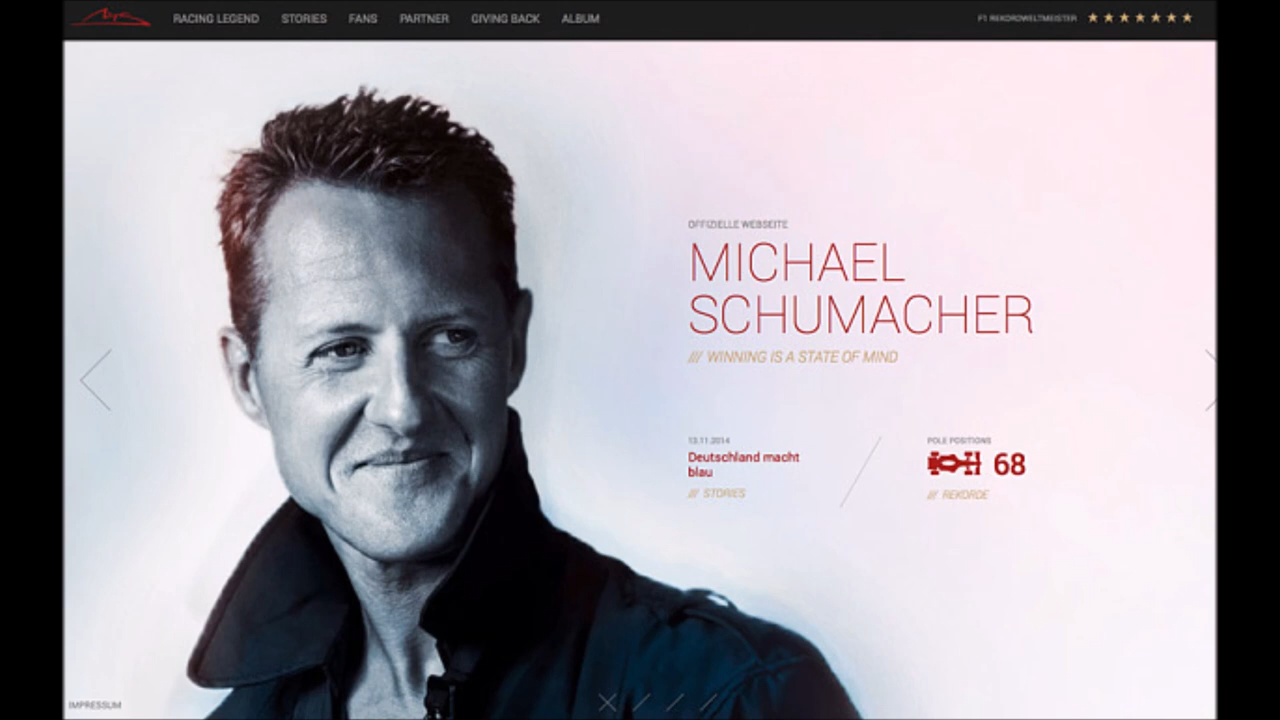 RACING LEGEND STORIES FANS PARTNER GIVING BACK ALBUM F1 REKORDWELTMEISTER
OFFIZIELLE WEBSEITE
MICHAEL
SCHUMACHER
/// WINNING IS A STATE OF MIND
13.11.2014
Deutschland macht
blau
/// STORIES
POLE POSITIONS
68
/// REKORDE
IMPRESSUM